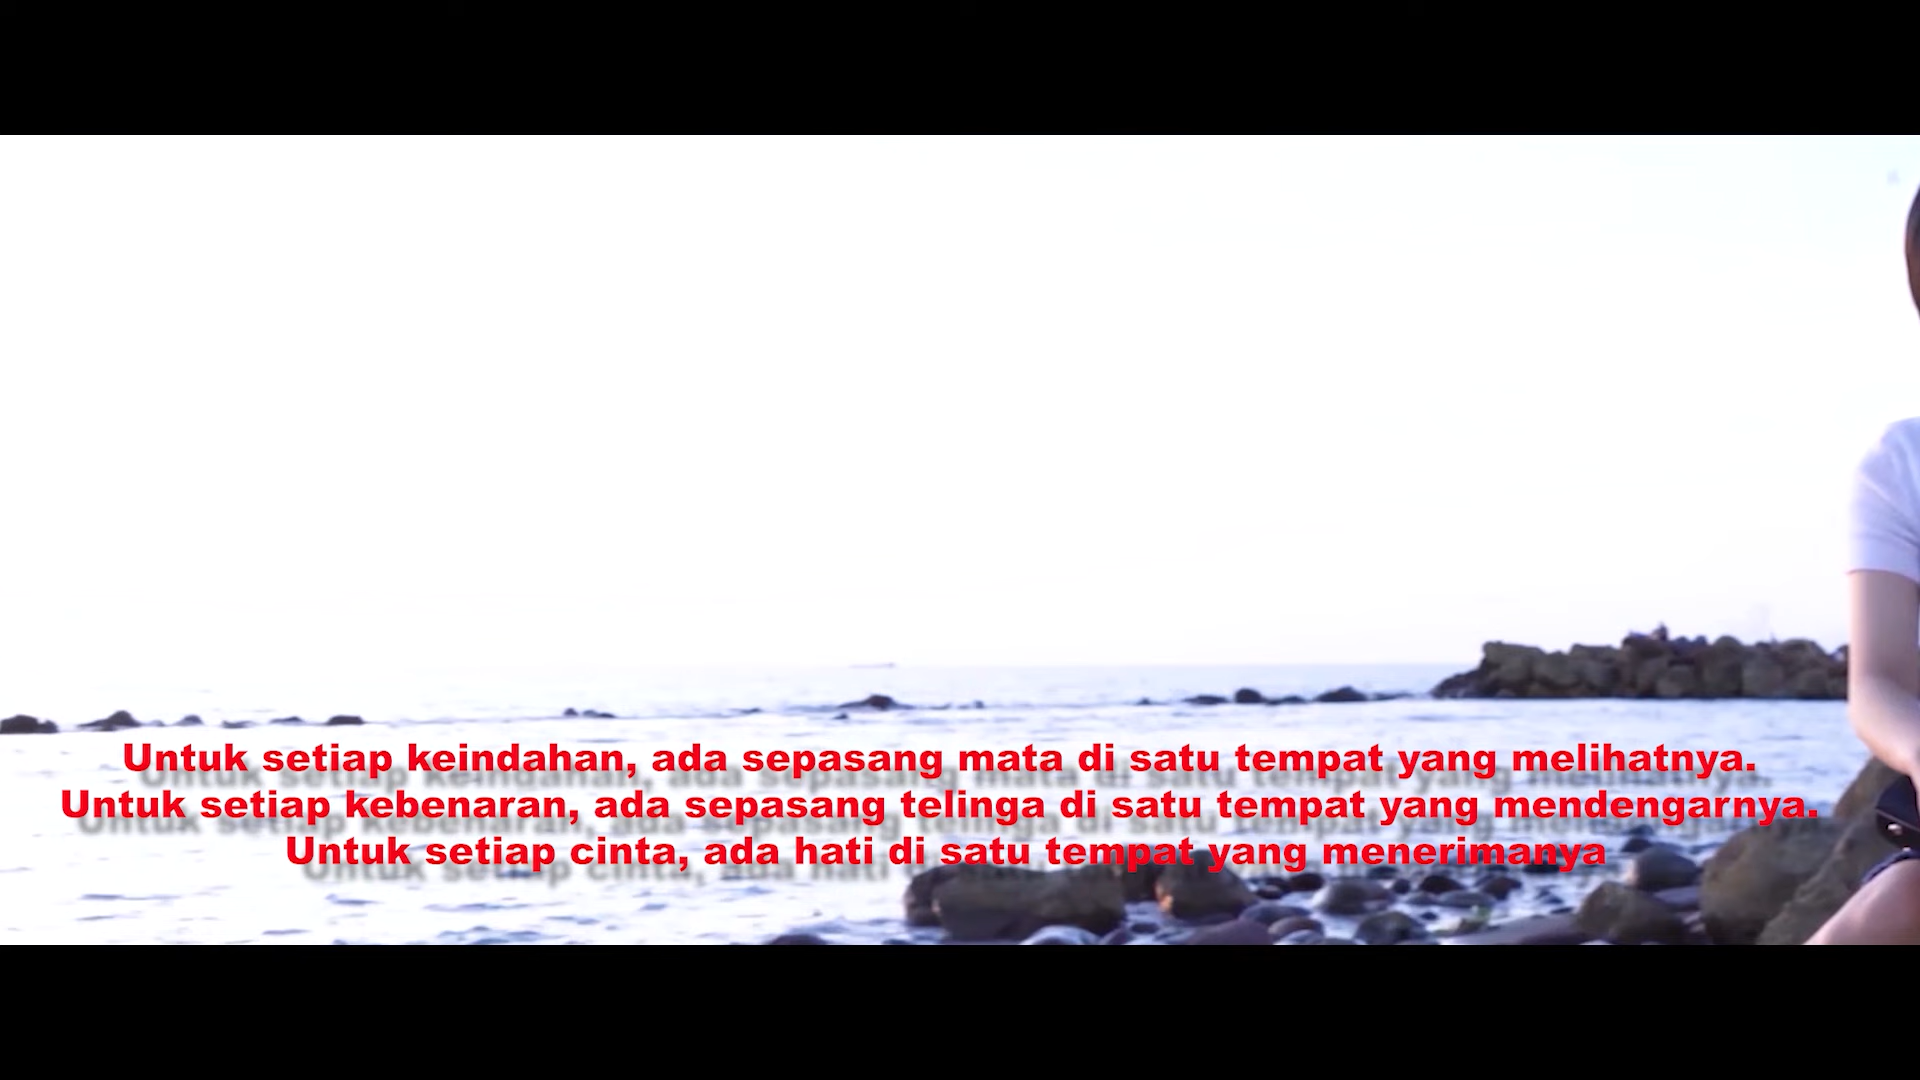 Untuk setiap keindahan, ada sepasang mata di satu tempat yang melihatnya.
Untuk setiap kebenaran, ada sepasang telinga di satu tempat yang mendengarnya.
Untuk setiap cinta, ada hati di satu tempat yang menerimanya